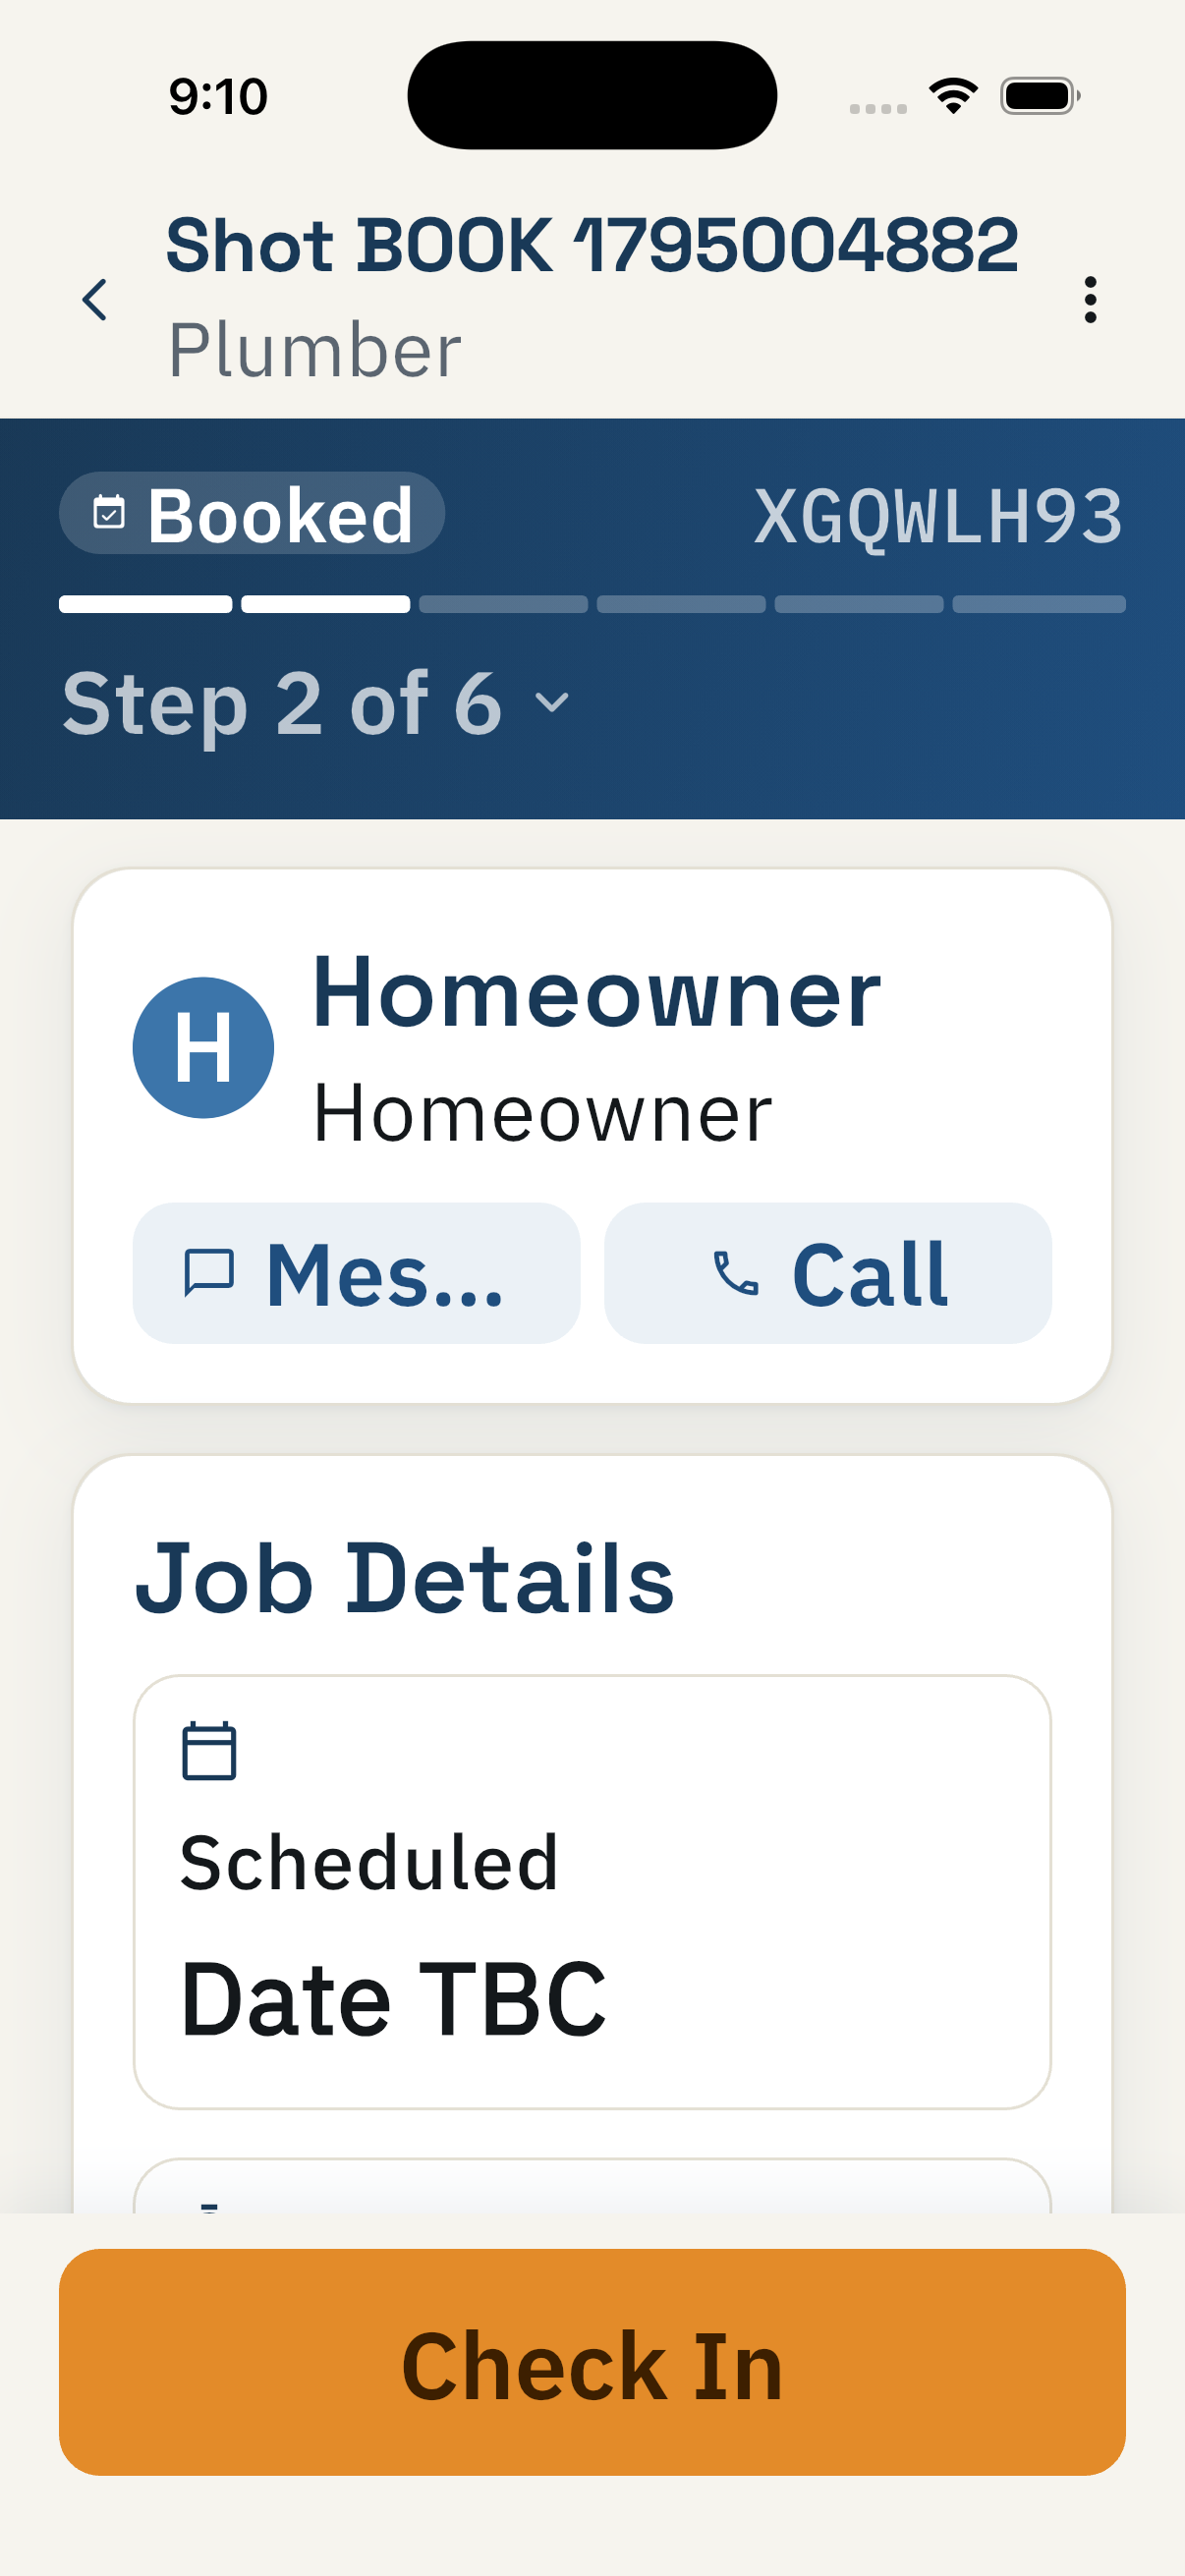 9:10
Shot BOOK 1795004882
Plumber
Booked
XGQWLH93
Step 2 of 6
H
Homeowner
Homeowner
Mes...
Call
Job Details
Scheduled
Date TBC
Check In